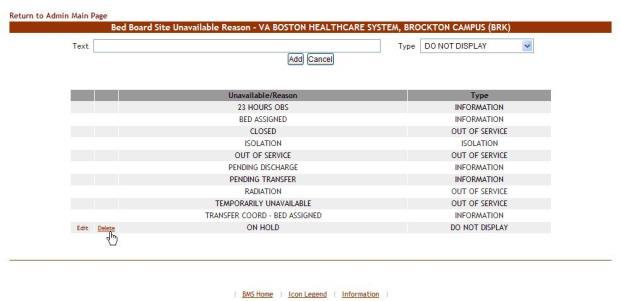 Return to Admin Main Page
Bed Board Site Unavailable Reason - VA BOSTON HEALTHCARE SYSTEM, BROCKTON CAMPUS (BRK)
Text Type DO NOT DISPLAY
Add Cancel
Unavailable/Reason Type
23 HOURS OBS INFORMATION
BED ASSIGNED INFORMATION
CLOSED OUT OF SERVICE
ISOLATION ISOLATION
OUT OF SERVICE OUT OF SERVICE
PENDING DISCHARGE INFORMATION
PENDING TRANSFER INFORMATION
RADIATION OUT OF SERVICE
TEMPORARILY UNAVAILABLE OUT OF SERVICE
TRANSFER COORD - BED ASSIGNED INFORMATION
Edit Delete ON HOLD DO NOT DISPLAY
| BMS Home | Icon Legend | Information |